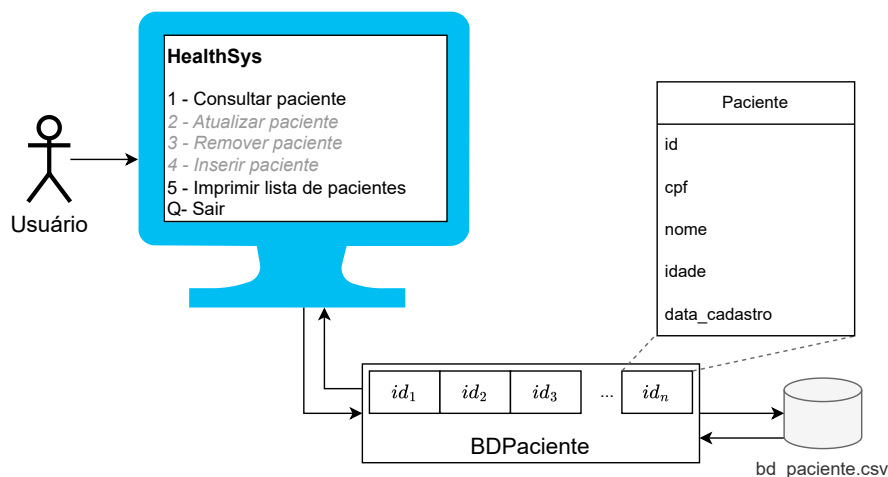 HealthSys
1 - Consultar paciente
2 - Atualizar paciente
3 - Remover paciente
4 - Inserir paciente
5 - Imprimir lista de pacientes
Q- Sair
Usuário
Paciente
id
cpf
nome
idade
data_cadastro
id₁ id₂ id₃ ... idₙ
BDPaciente
bd_paciente.csv